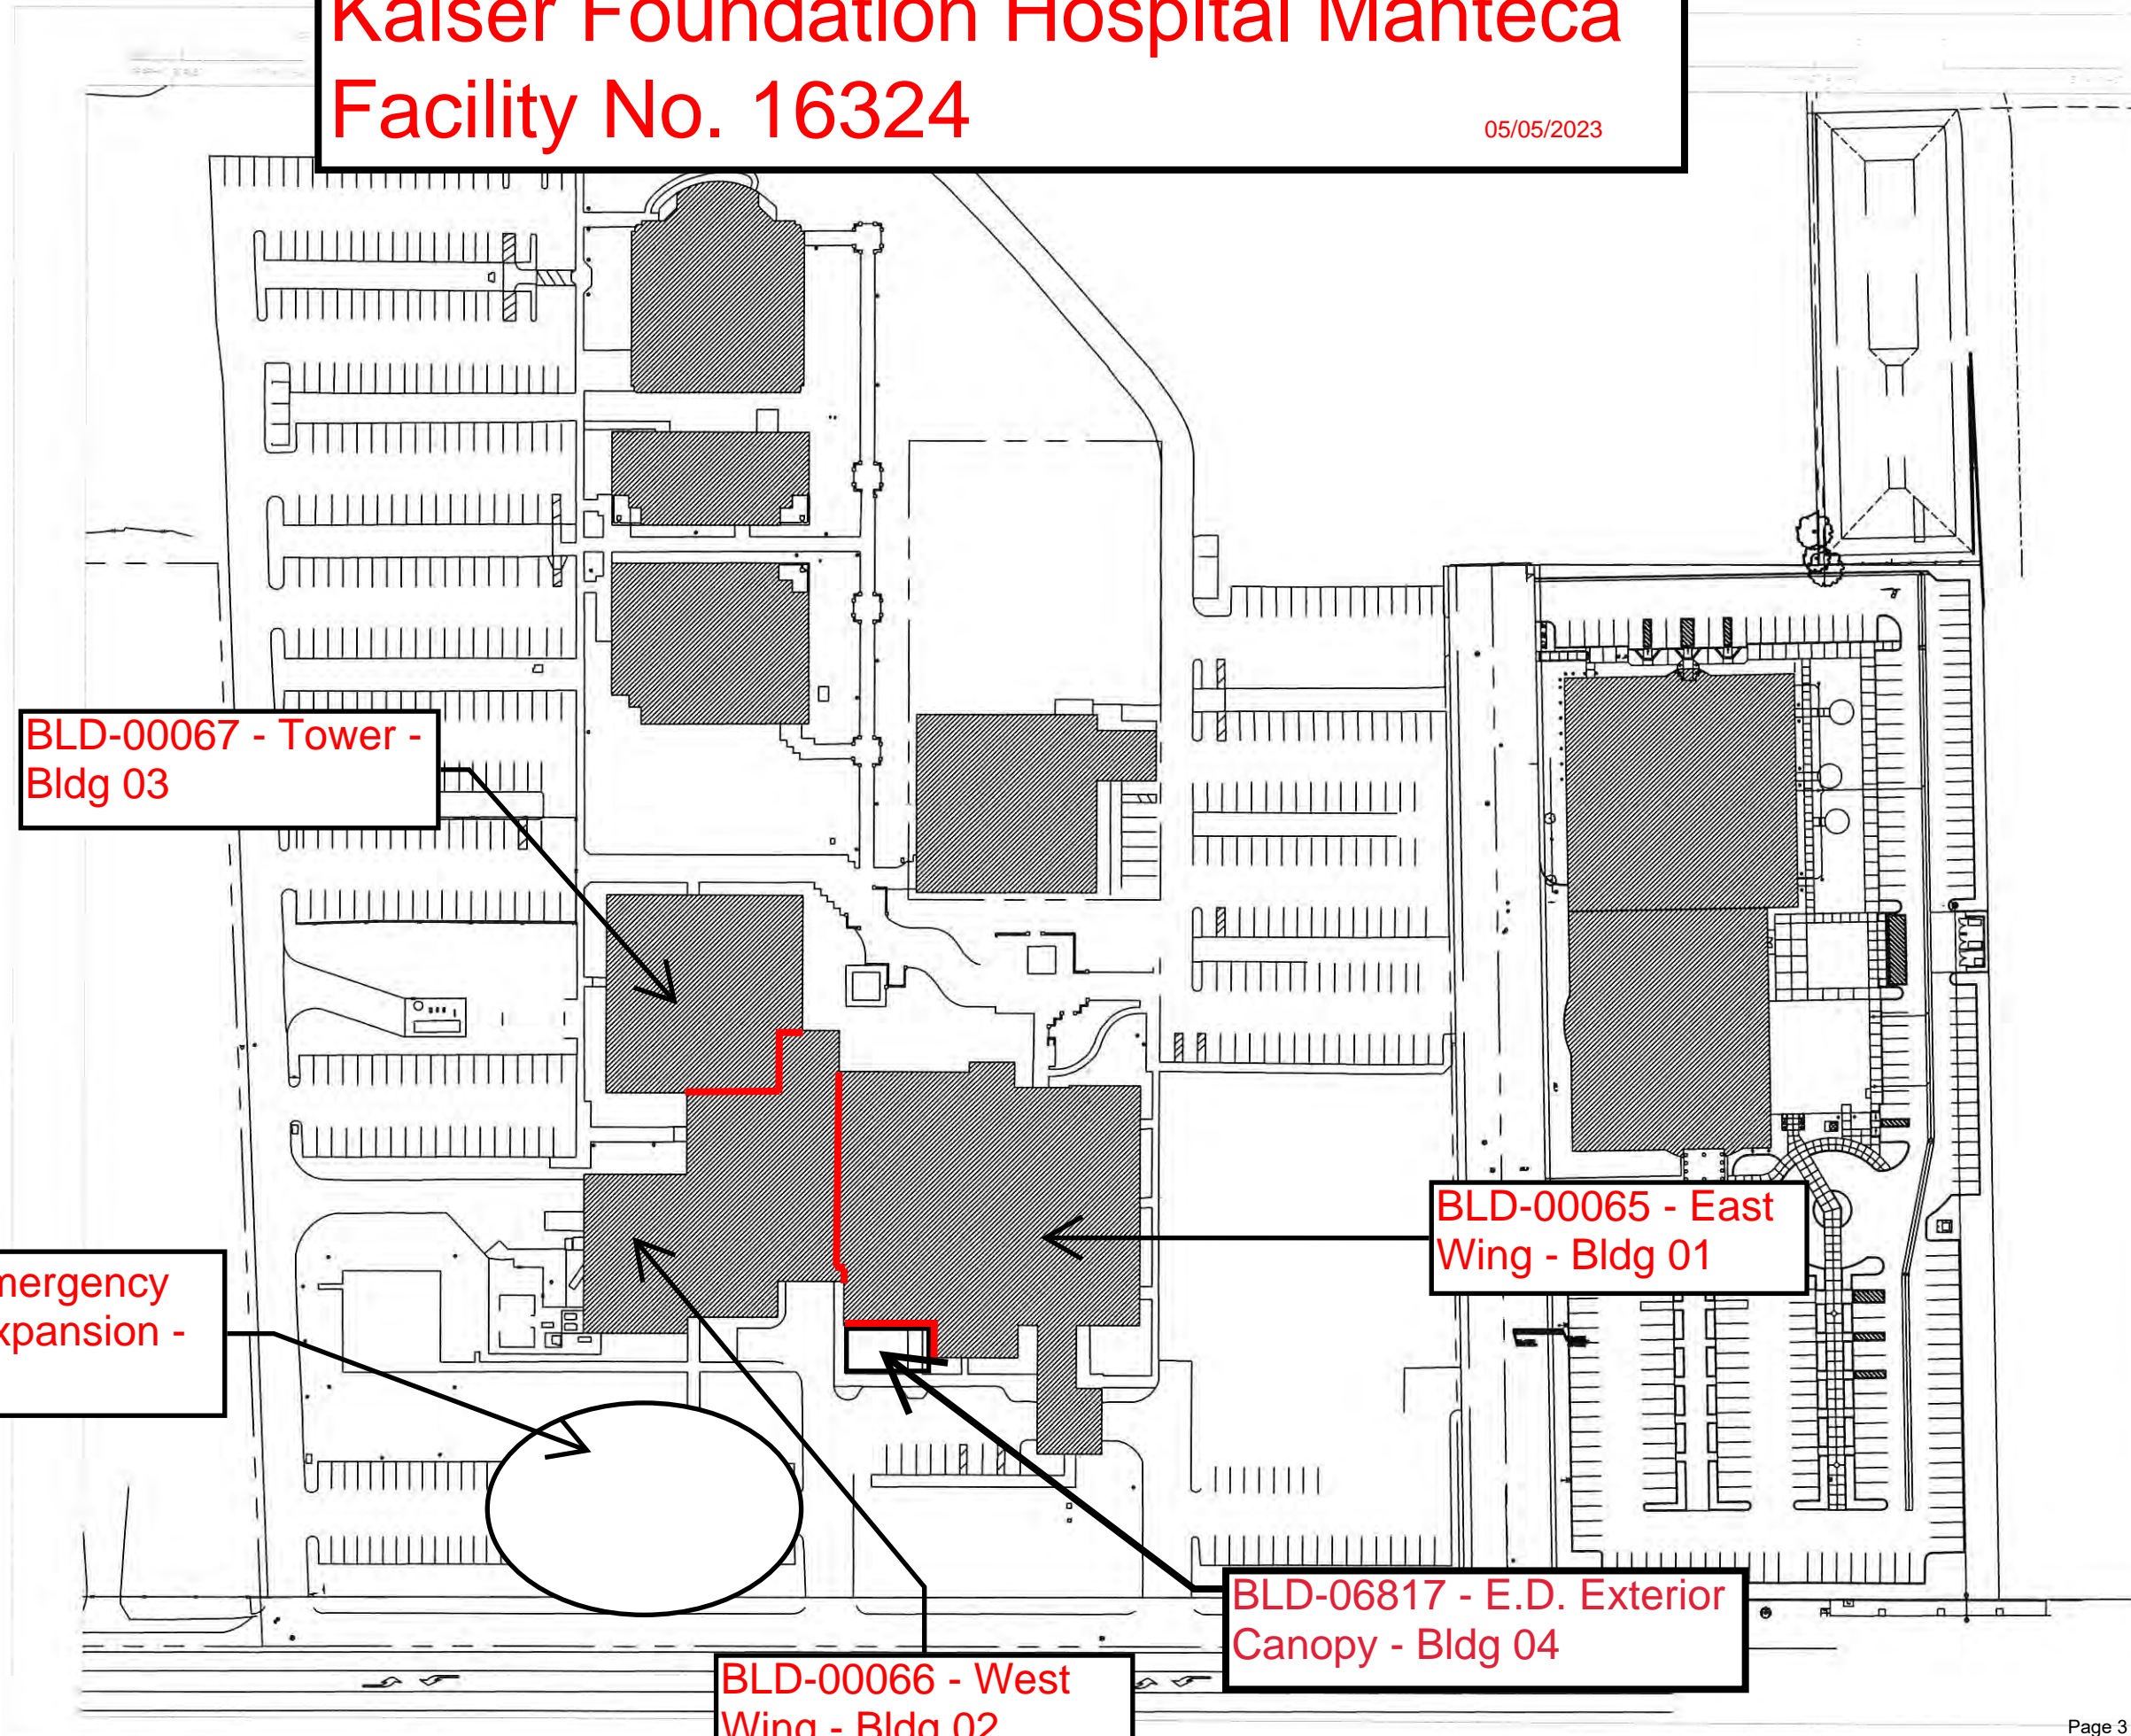 Kaiser Foundation Hospital Manteca
Facility No. 16324
05/05/2023
BLD-00067 - Tower -
Bldg 03
BLD-00065 - East
Wing - Bldg 01
mergency
xpansion -
BLD-06817 - E.D. Exterior
Canopy - Bldg 04
BLD-00066 - West
Wing - Bldg 02
Page 3